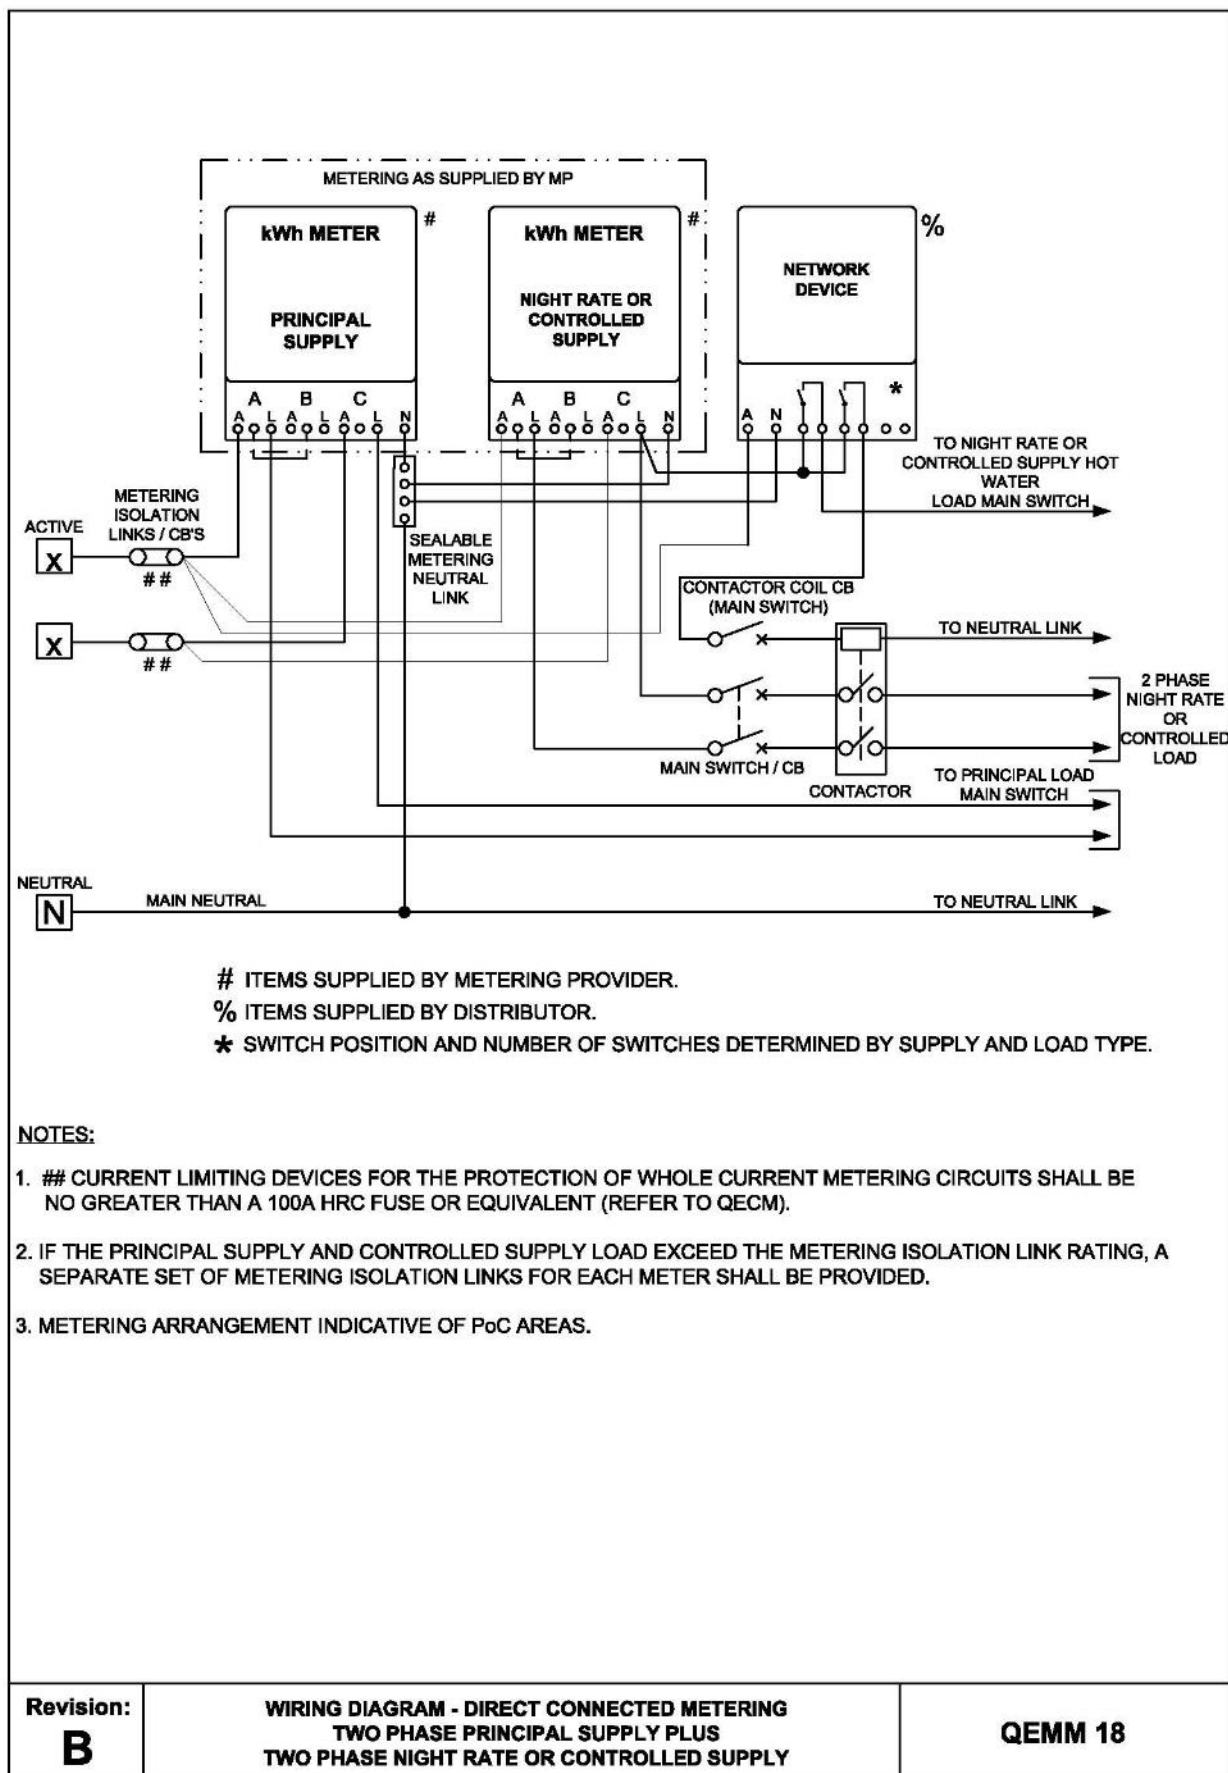 METERING AS SUPPLIED BY MP
kWh METER
#
PRINCIPAL
SUPPLY
A B C
A L A L A L N
kWh METER
#
NIGHT RATE OR
CONTROLLED
SUPPLY
A B C
A L A L A L N
%
NETWORK
DEVICE
*
A N
TO NIGHT RATE OR
CONTROLLED SUPPLY HOT
WATER
LOAD MAIN SWITCH
METERING
ISOLATION
LINKS / CB'S
ACTIVE
X
# #
X
# #
SEALABLE
METERING
NEUTRAL
LINK
CONTACTOR COIL CB
(MAIN SWITCH)
TO NEUTRAL LINK
2 PHASE
NIGHT RATE
OR
CONTROLLED
LOAD
MAIN SWITCH / CB
CONTACTOR
TO PRINCIPAL LOAD
MAIN SWITCH
NEUTRAL
N
MAIN NEUTRAL
TO NEUTRAL LINK
# ITEMS SUPPLIED BY METERING PROVIDER.
% ITEMS SUPPLIED BY DISTRIBUTOR.
* SWITCH POSITION AND NUMBER OF SWITCHES DETERMINED BY SUPPLY AND LOAD TYPE.
NOTES:
1. ## CURRENT LIMITING DEVICES FOR THE PROTECTION OF WHOLE CURRENT METERING CIRCUITS SHALL BE
NO GREATER THAN A 100A HRC FUSE OR EQUIVALENT (REFER TO QECM).
2. IF THE PRINCIPAL SUPPLY AND CONTROLLED SUPPLY LOAD EXCEED THE METERING ISOLATION LINK RATING, A
SEPARATE SET OF METERING ISOLATION LINKS FOR EACH METER SHALL BE PROVIDED.
3. METERING ARRANGEMENT INDICATIVE OF PoC AREAS.
Revision:
B
WIRING DIAGRAM - DIRECT CONNECTED METERING
TWO PHASE PRINCIPAL SUPPLY PLUS
TWO PHASE NIGHT RATE OR CONTROLLED SUPPLY
QEMM 18